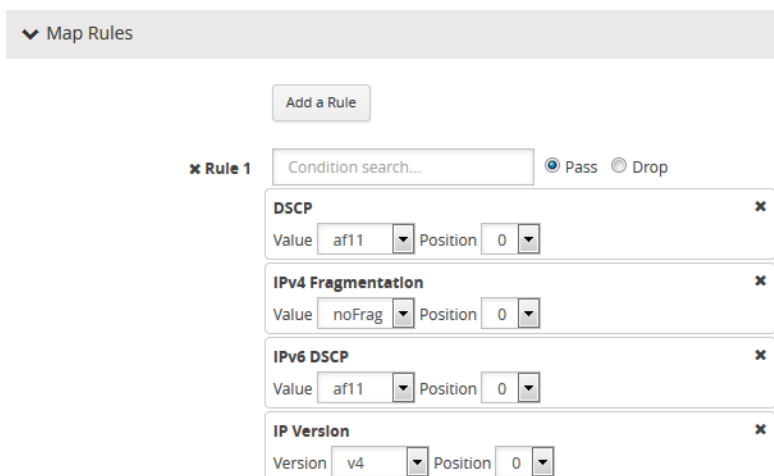 Map Rules
Add a Rule
Rule 1 Condition search... Pass Drop
DSCP
Value af11 Position 0
IPv4 Fragmentation
Value noFrag Position 0
IPv6 DSCP
Value af11 Position 0
IP Version
Version v4 Position 0